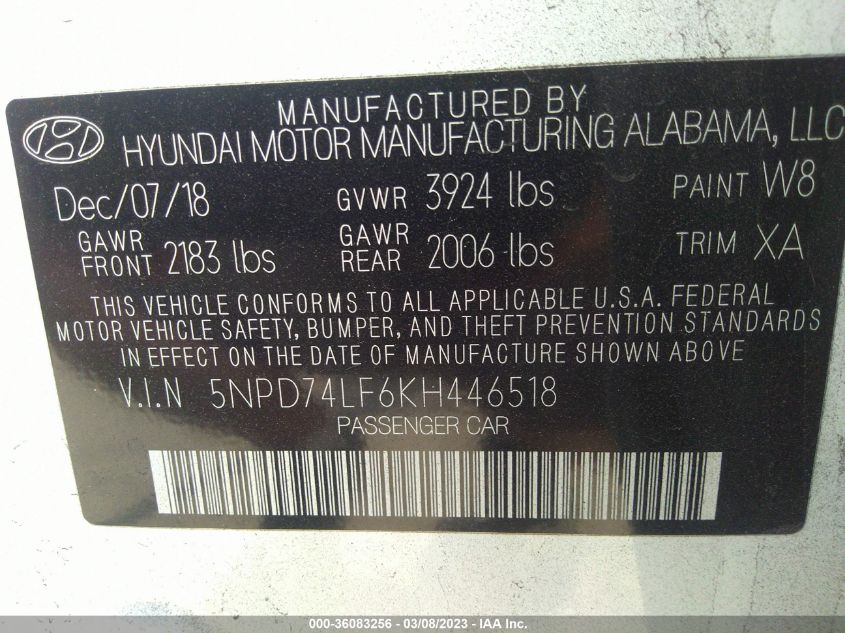 MANUFACTURED BY
HYUNDAI MOTOR MANUFACTURING ALABAMA, LLC
Dec/07/18 GVWR 3924 lbs PAINT W8
GAWR FRONT 2183 lbs GAWR REAR 2006 lbs TRIM XA
THIS VEHICLE CONFORMS TO ALL APPLICABLE U.S.A. FEDERAL
MOTOR VEHICLE SAFETY, BUMPER, AND THEFT PREVENTION STANDARDS
IN EFFECT ON THE DATE OF MANUFACTURE SHOWN ABOVE
V.I.N 5NPD74LF6KH446518
PASSENGER CAR
000-36083256 - 03/08/2023 - IAA Inc.